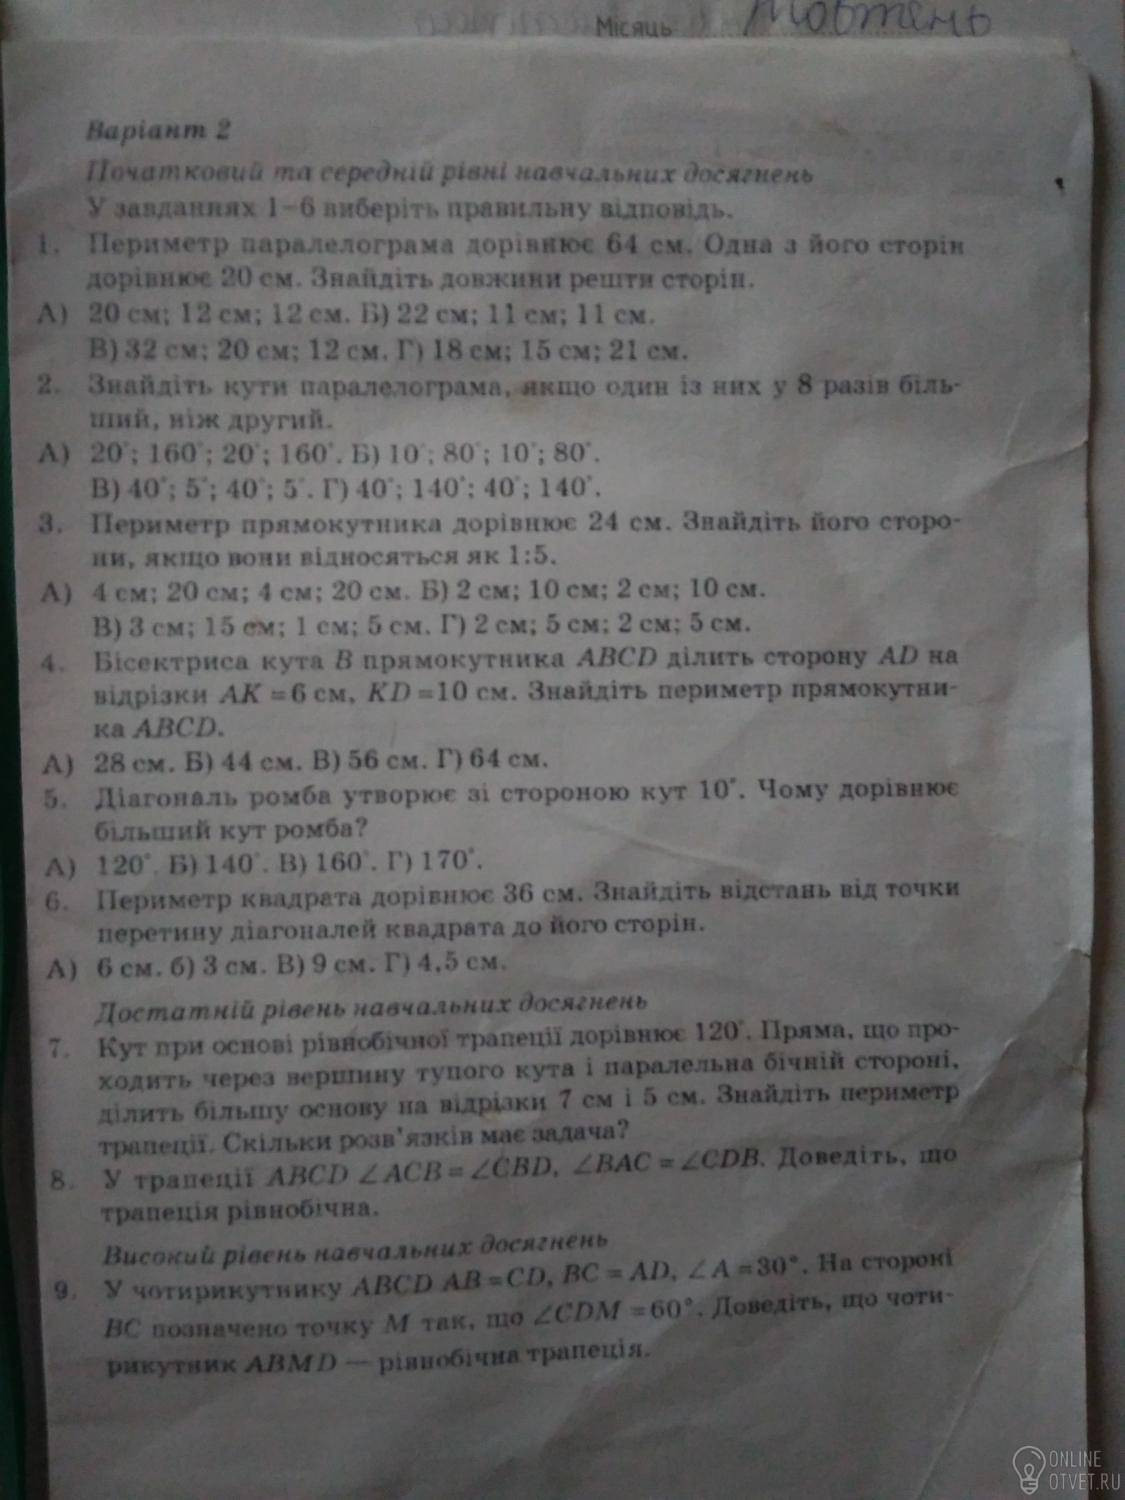 Місяць Жовтень
Варіант 2
Початковий та середній рівні навчальних досягнень
У завданнях 1–6 виберіть правильну відповідь.
1. Периметр паралелограма дорівнює 64 см. Одна з його сторін
дорівнює 20 см. Знайдіть довжини решти сторін.
А) 20 см; 12 см; 12 см. Б) 22 см; 11 см; 11 см.
В) 32 см; 20 см; 12 см. Г) 18 см; 15 см; 21 см.
2. Знайдіть кути паралелограма, якщо один із них у 8 разів біль-
ший, ніж другий.
А) 20°; 160°; 20°; 160°. Б) 10°; 80°; 10°; 80°.
В) 40°; 5°; 40°; 5°. Г) 40°; 140°; 40°; 140°.
3. Периметр прямокутника дорівнює 24 см. Знайдіть його сторо-
ни, якщо вони відносяться як 1:5.
А) 4 см; 20 см; 4 см; 20 см. Б) 2 см; 10 см; 2 см; 10 см.
В) 3 см; 15 см; 1 см; 5 см. Г) 2 см; 5 см; 2 см; 5 см.
4. Бісектриса кута B прямокутника ABCD ділить сторону AD на
відрізки AK = 6 см, KD = 10 см. Знайдіть периметр прямокутни-
ка ABCD.
А) 28 см. Б) 44 см. В) 56 см. Г) 64 см.
5. Діагональ ромба утворює зі стороною кут 10°. Чому дорівнює
більший кут ромба?
А) 120°. Б) 140°. В) 160°. Г) 170°.
6. Периметр квадрата дорівнює 36 см. Знайдіть відстань від точки
перетину діагоналей квадрата до його сторін.
А) 6 см. б) 3 см. В) 9 см. Г) 4,5 см.
Достатній рівень навчальних досягнень
7. Кут при основі рівнобічної трапеції дорівнює 120°. Пряма, що про-
ходить через вершину тупого кута і паралельна бічній стороні,
ділить більшу основу на відрізки 7 см і 5 см. Знайдіть периметр
трапеції. Скільки розв'язків має задача?
8. У трапеції ABCD ∠ACB = ∠CBD, ∠BAC = ∠CDB. Доведіть, що
трапеція рівнобічна.
Високий рівень навчальних досягнень
9. У чотирикутнику ABCD AB = CD, BC = AD, ∠A = 30°. На стороні
BC позначено точку M так, що ∠CDM = 60°. Доведіть, що чоти-
рикутник ABMD — рівнобічна трапеція.
ONLINE
OTVET.RU